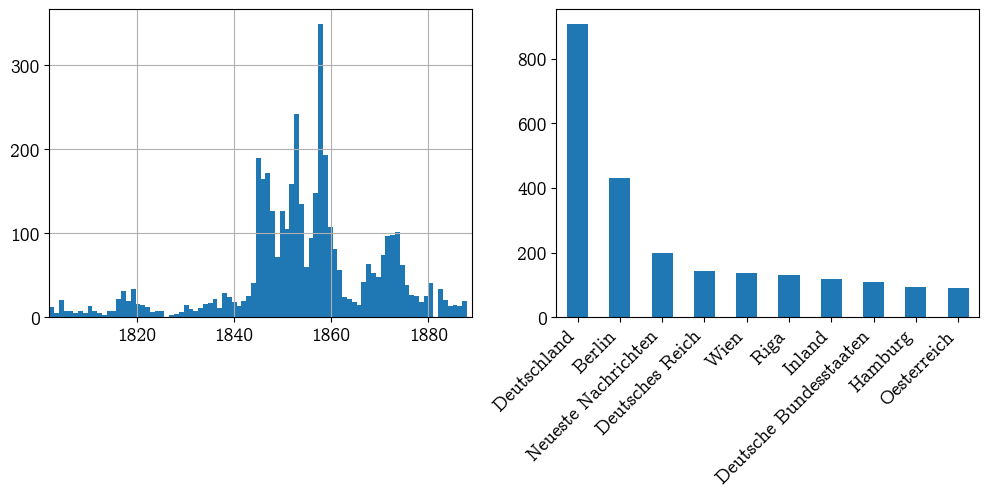 300
200
100
0
1820
1840
1860
1880
800
600
400
200
0
Deutschland
Berlin
Neueste Nachrichten
Deutsches Reich
Wien
Riga
Inland
Deutsche Bundesstaaten
Hamburg
Oesterreich